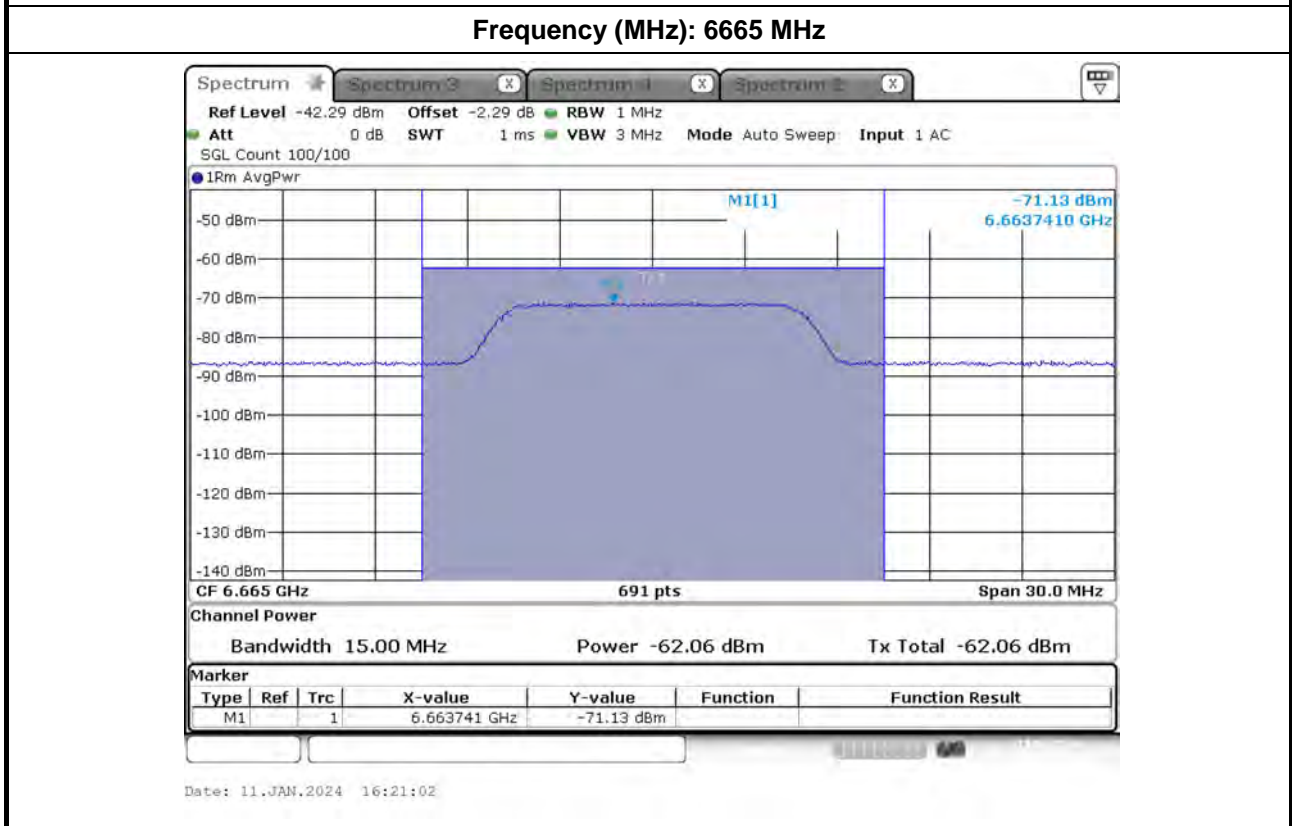 Frequency (MHz): 6665 MHz
Spectrum Spectrum 3 X Spectrum 4 X Spectrum 2 X
Ref Level -42.29 dBm Offset -2.29 dB RBW 1 MHz
Att 0 dB SWT 1 ms VBW 3 MHz Mode Auto Sweep Input 1 AC
SGL Count 100/100
1Rm AvgPwr
M1[1] -71.13 dBm
6.6637410 GHz
-50 dBm
-60 dBm
-70 dBm
-80 dBm
-90 dBm
-100 dBm
-110 dBm
-120 dBm
-130 dBm
-140 dBm
CF 6.665 GHz 691 pts Span 30.0 MHz
Channel Power
Bandwidth 15.00 MHz Power -62.06 dBm Tx Total -62.06 dBm
Marker
Type Ref Trc X-value Y-value Function Function Result
M1 1 6.663741 GHz -71.13 dBm
Date: 11.JAN.2024 16:21:02